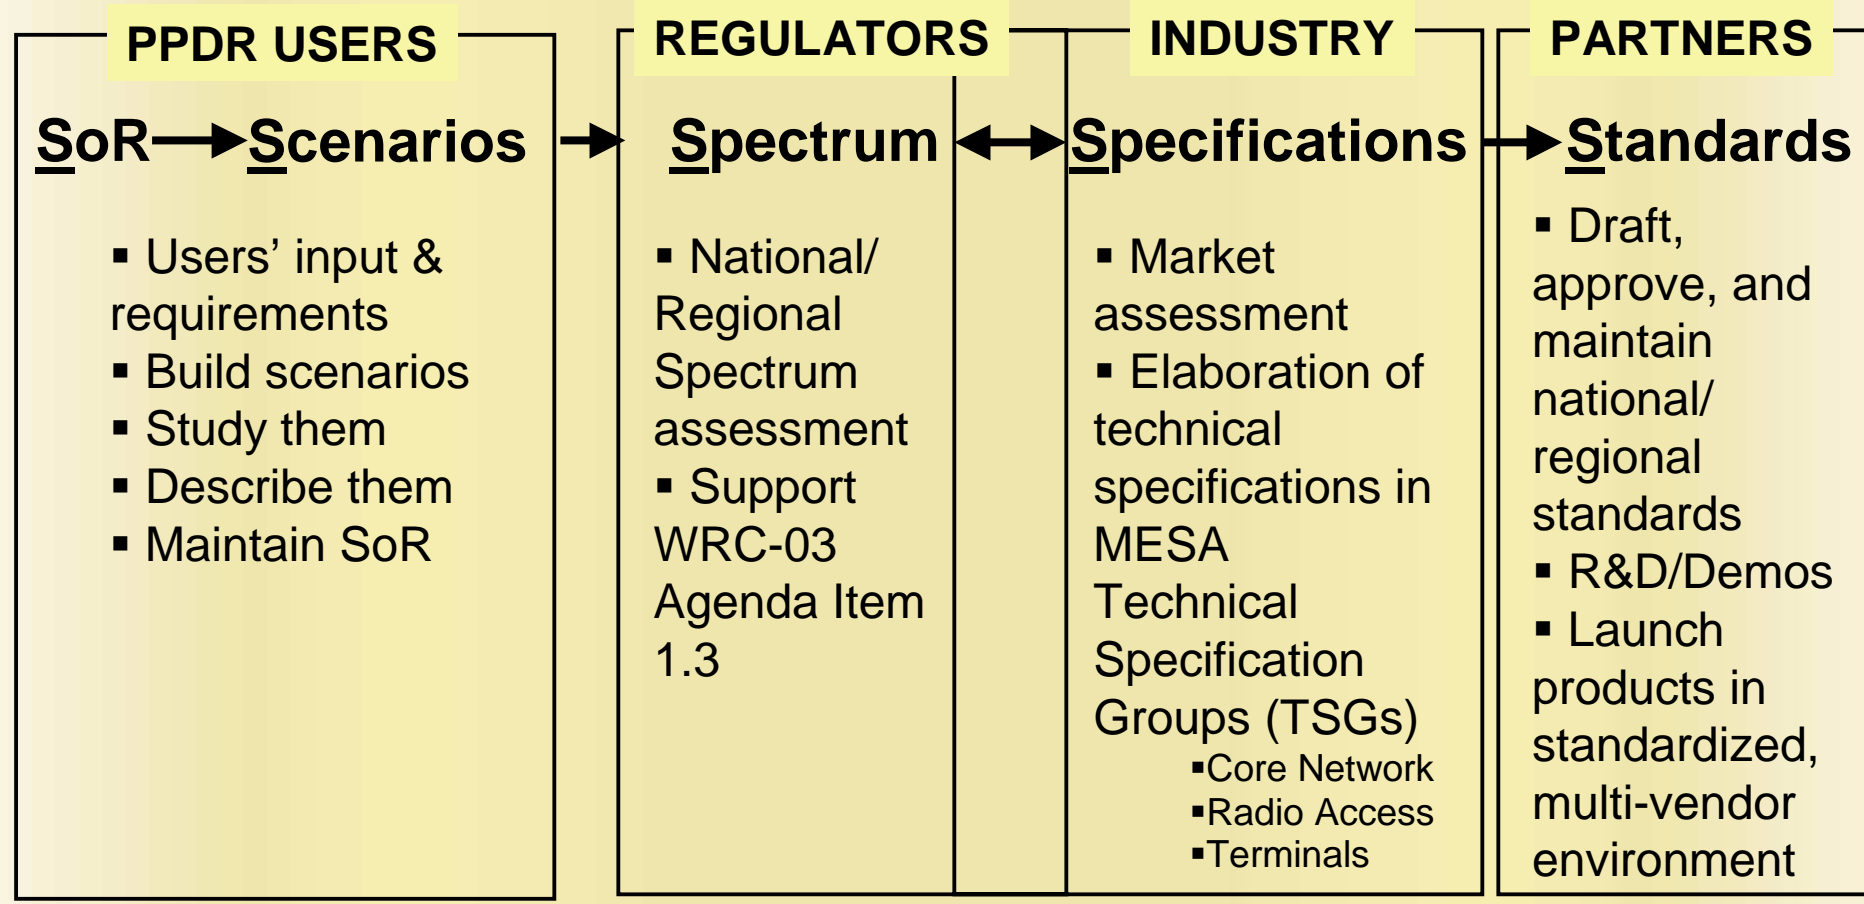 PPDR USERS
SoR
Scenarios
▪ Users’ input &
requirements
▪ Build scenarios
▪ Study them
▪ Describe them
▪ Maintain SoR
REGULATORS
Spectrum
▪ National/
Regional
Spectrum
assessment
▪ Support
WRC-03
Agenda Item
1.3
INDUSTRY
Specifications
▪ Market
assessment
▪ Elaboration of
technical
specifications in
MESA
Technical
Specification
Groups (TSGs)
▪Core Network
▪Radio Access
▪Terminals
PARTNERS
Standards
▪ Draft,
approve, and
maintain
national/
regional
standards
▪ R&D/Demos
▪ Launch
products in
standardized,
multi-vendor
environment